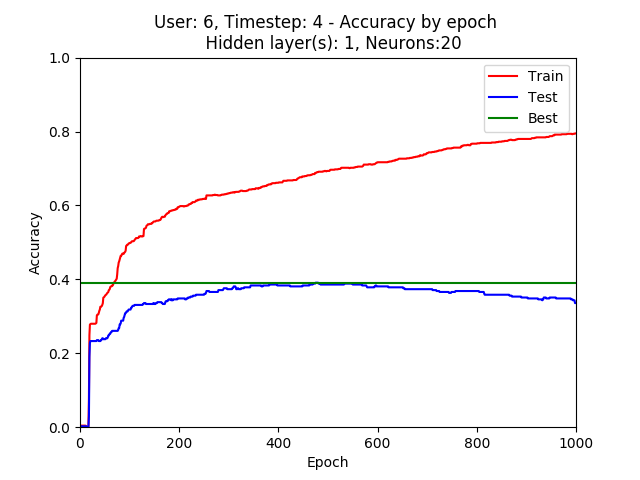 User: 6, Timestep: 4 - Accuracy by epoch
Hidden layer(s): 1, Neurons:20
1.0
0.8
0.6
0.4
0.2
0.0
Accuracy
Train
Test
Best
0 200 400 600 800 1000
Epoch